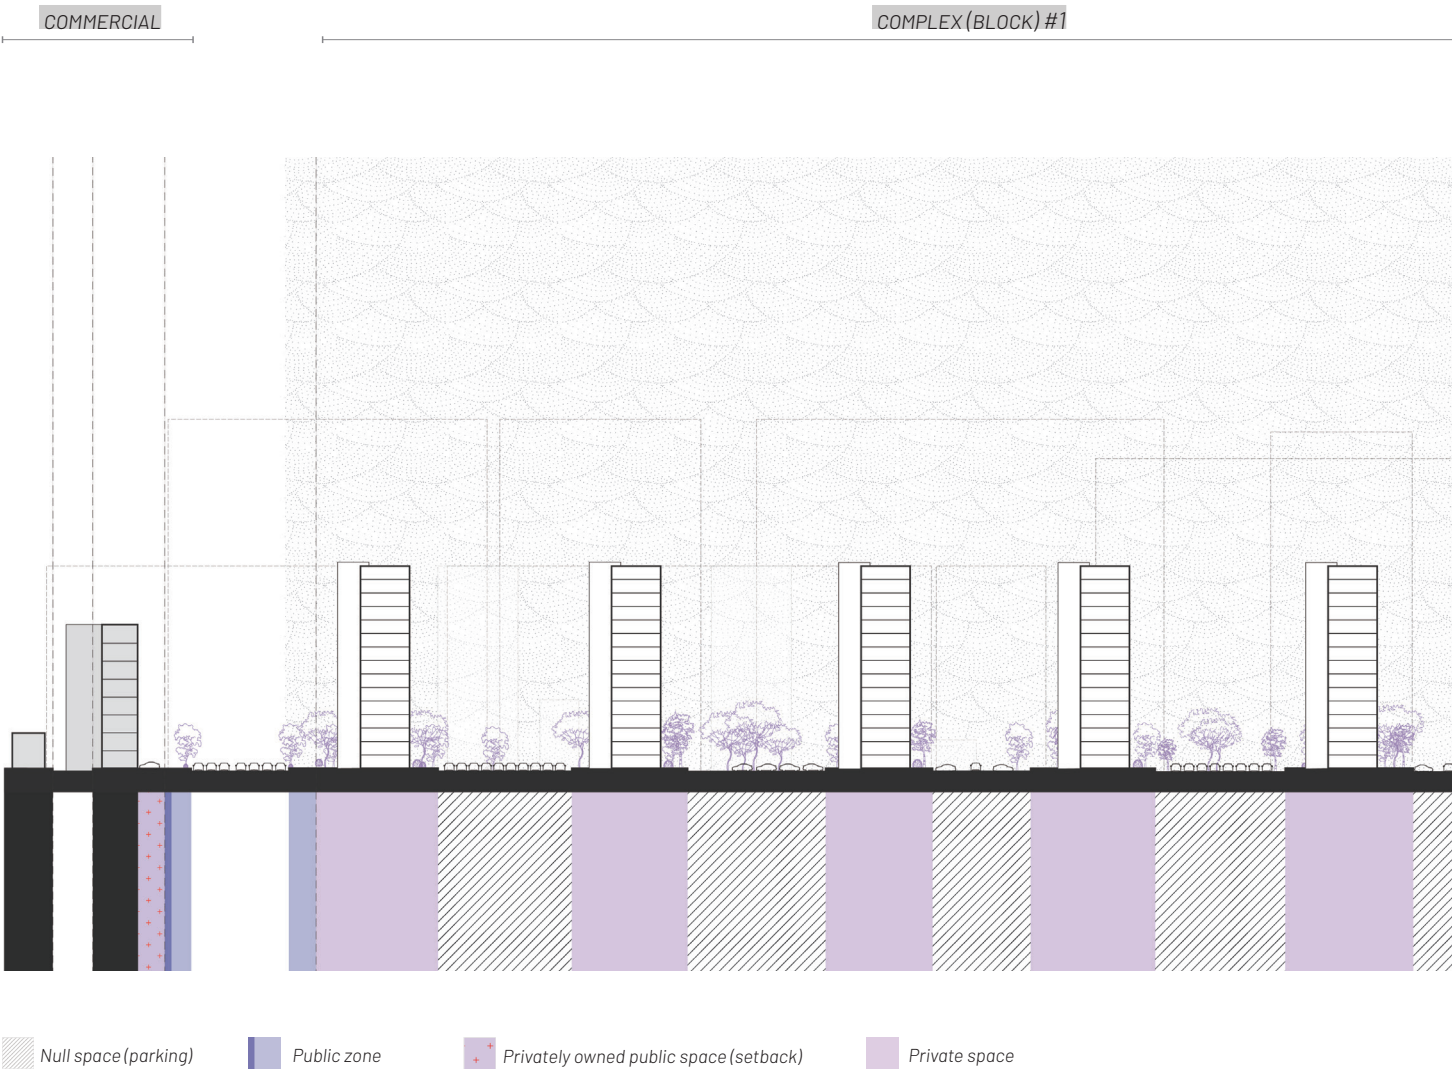 COMMERCIAL
COMPLEX (BLOCK) #1
Null space (parking)
Public zone
Privately owned public space (setback)
Private space